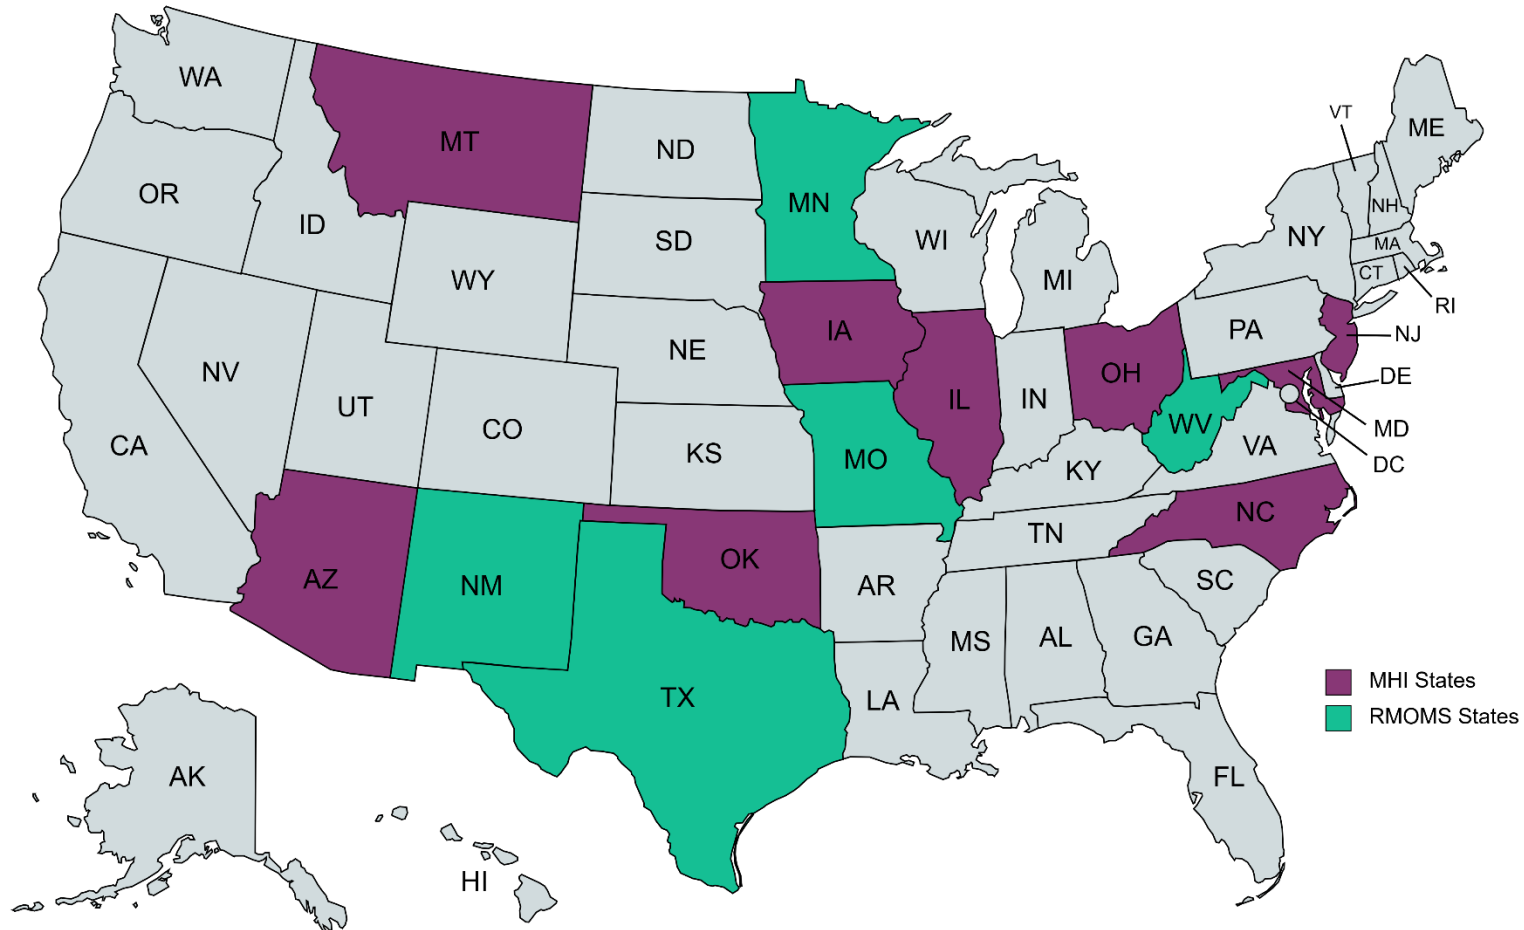 WA
MT
ND
MN
VT
ME
OR
ID
SD
WI
MI
NY
NH
MA
CT
RI
WY
NE
IA
PA
NJ
NV
UT
CO
KS
IL
IN
OH
DE
MD
DC
CA
MO
KY
WV
VA
AZ
NM
OK
AR
TN
NC
SC
MS
AL
GA
TX
LA
FL
AK
HI
MHI States
RMOMS States